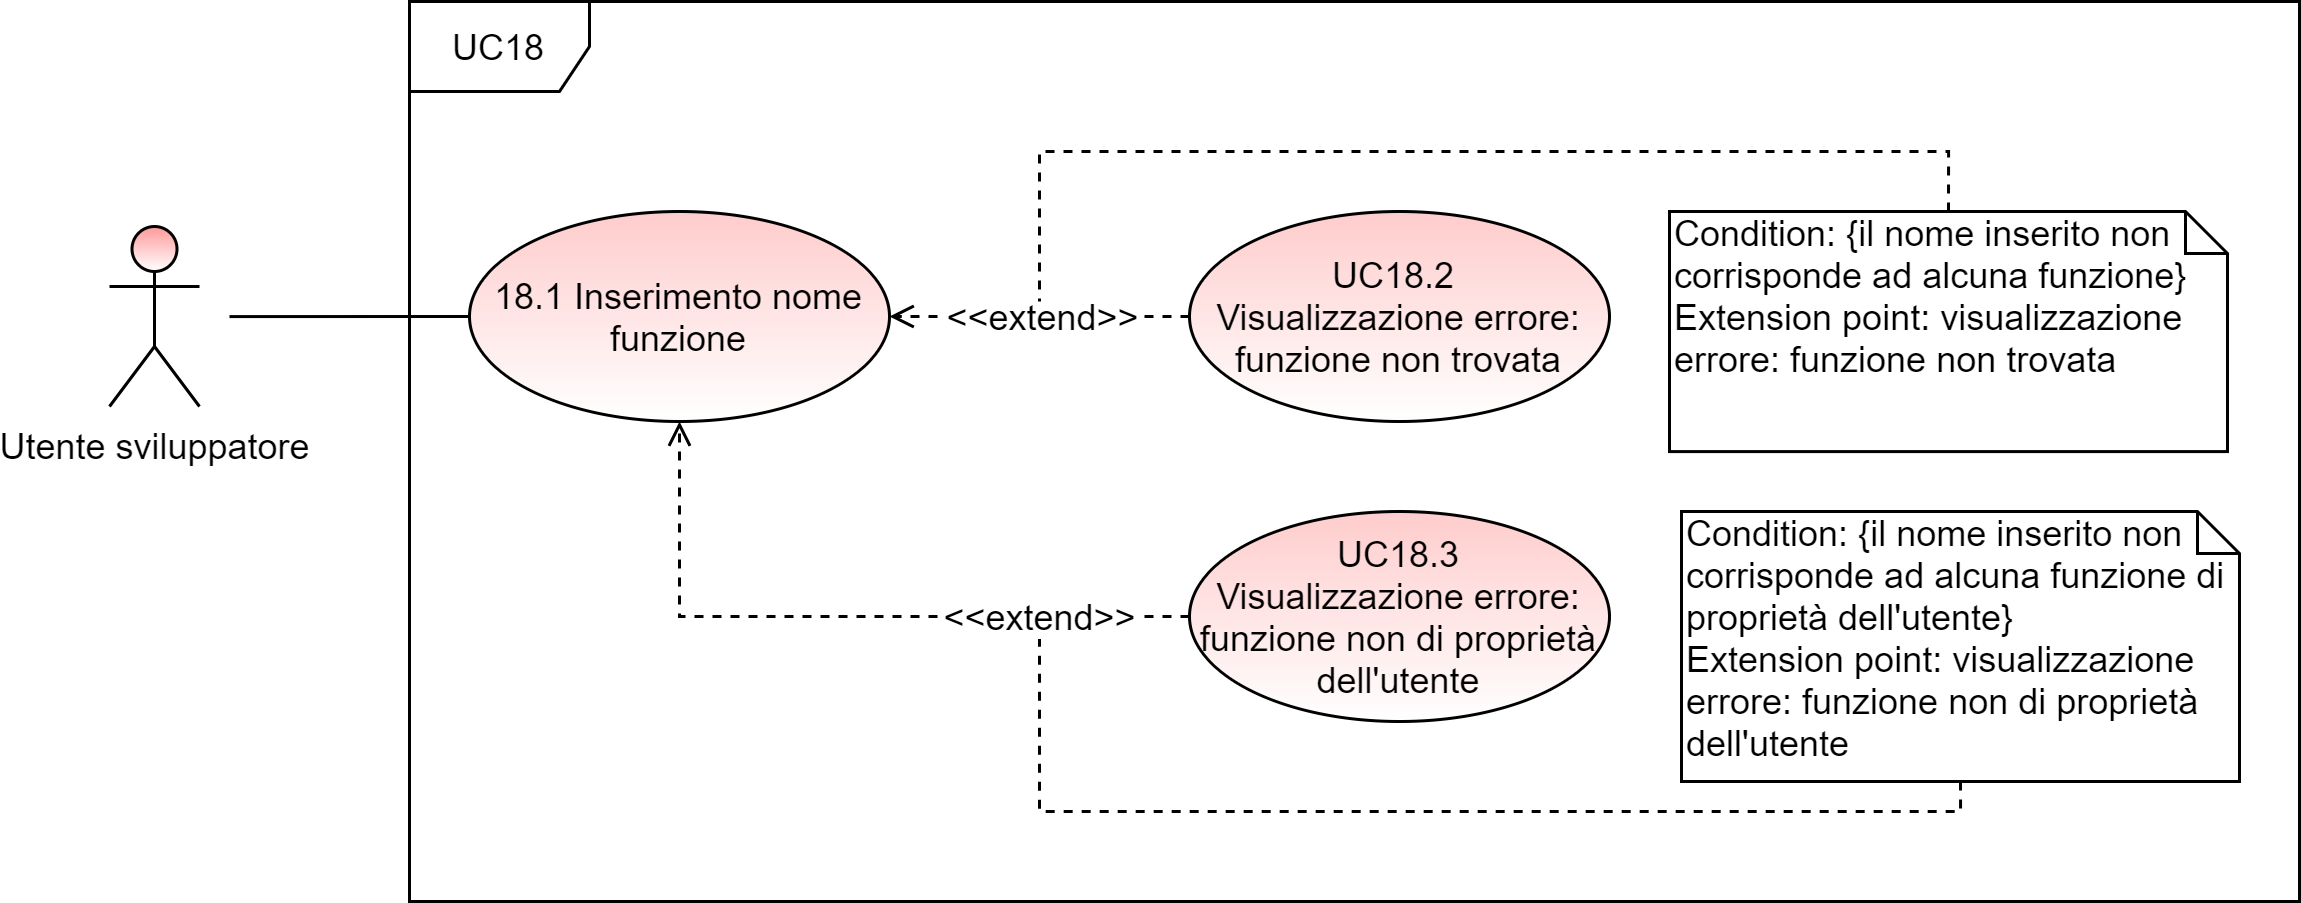 UC18
Utente sviluppatore
18.1 Inserimento nome
funzione
<<extend>>
UC18.2
Visualizzazione errore:
funzione non trovata
Condition: {il nome inserito non
corrisponde ad alcuna funzione}
Extension point: visualizzazione
errore: funzione non trovata
<<extend>>
UC18.3
Visualizzazione errore:
funzione non di proprietà
dell'utente
Condition: {il nome inserito non
corrisponde ad alcuna funzione di
proprietà dell'utente}
Extension point: visualizzazione
errore: funzione non di proprietà
dell'utente